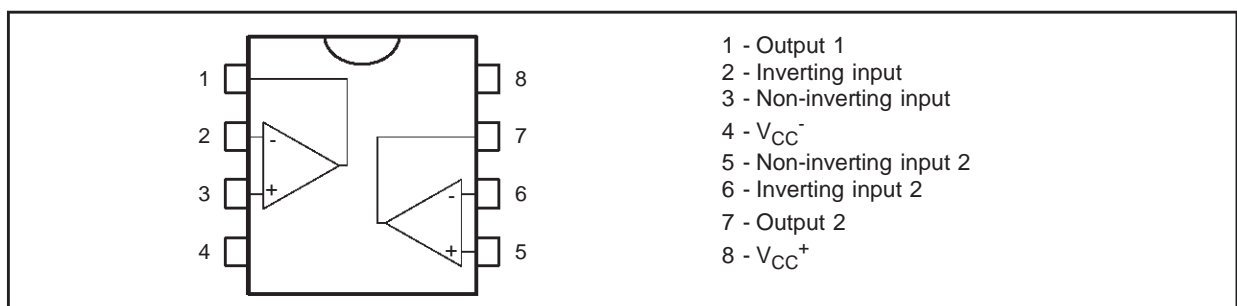 1
2
3
4
-
+
8
7
6
5
-
+
1 - Output 1
2 - Inverting input
3 - Non-inverting input
4 - VCC-
5 - Non-inverting input 2
6 - Inverting input 2
7 - Output 2
8 - VCC+